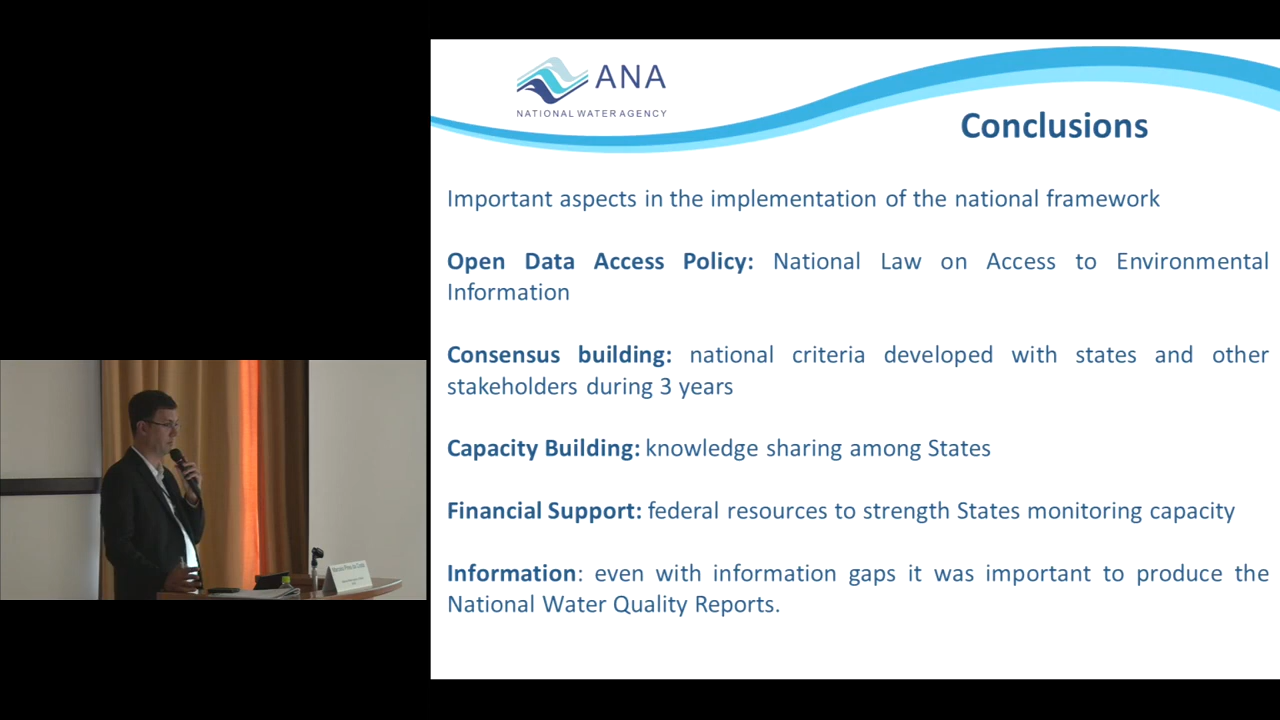 ANA
NATIONAL WATER AGENCY
Conclusions
Important aspects in the implementation of the national framework
Open Data Access Policy: National Law on Access to Environmental
Information
Consensus building: national criteria developed with states and other
stakeholders during 3 years
Capacity Building: knowledge sharing among States
Financial Support: federal resources to strength States monitoring capacity
Information: even with information gaps it was important to produce the
National Water Quality Reports.